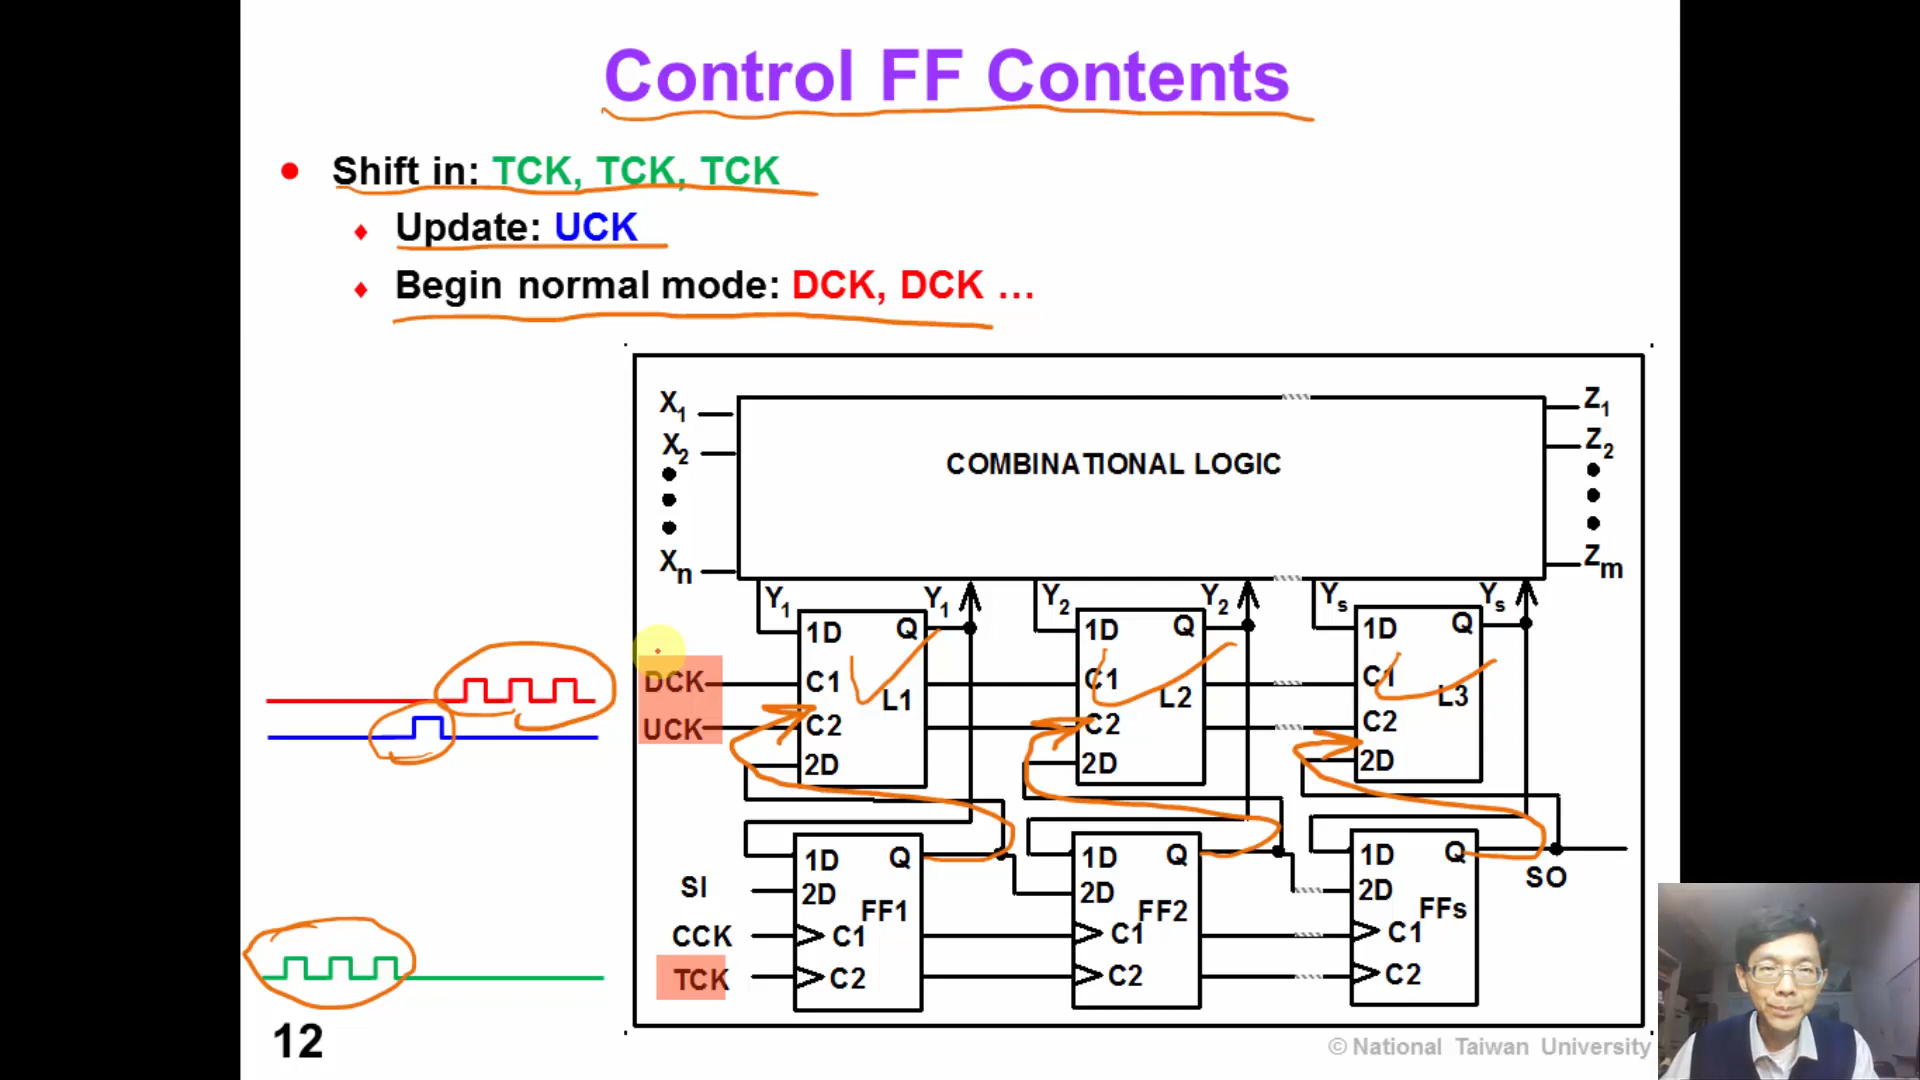 Control FF Contents
Shift in: TCK, TCK, TCK
Update: UCK
Begin normal mode: DCK, DCK ...
X1
Z1
X2
Z2
COMBINATIONAL LOGIC
Xn
Zm
Y1 Y1 Y2 Y2 Ys Ys
1D Q 1D Q 1D Q
DCK C1 L1 C1 L2 C1 L3
UCK C2 C2 C2
2D 2D 2D
1D Q 1D Q 1D Q
SI 2D FF1 2D FF2 2D FFs SO
CCK C1 C1 C1
TCK C2 C2 C2
12
© National Taiwan University